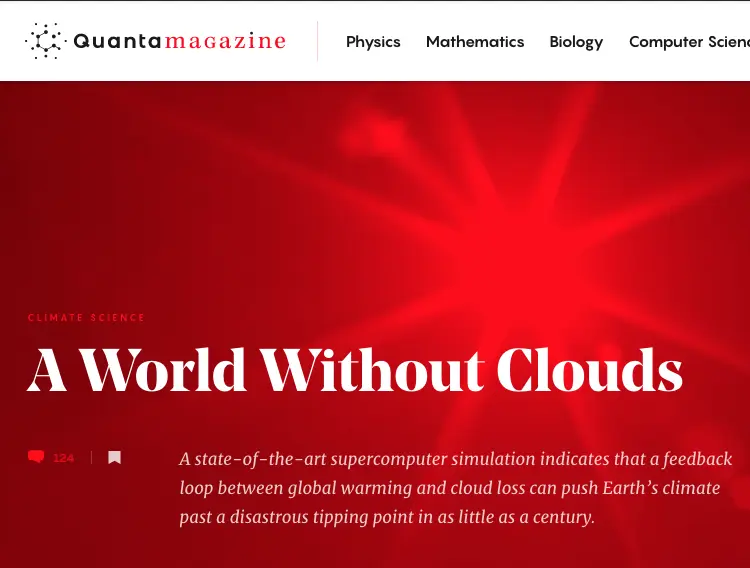 Quantamagazine
Physics Mathematics Biology Computer Scienc
CLIMATE SCIENCE
A World Without Clouds
124
A state-of-the-art supercomputer simulation indicates that a feedback
loop between global warming and cloud loss can push Earth’s climate
past a disastrous tipping point in as little as a century.